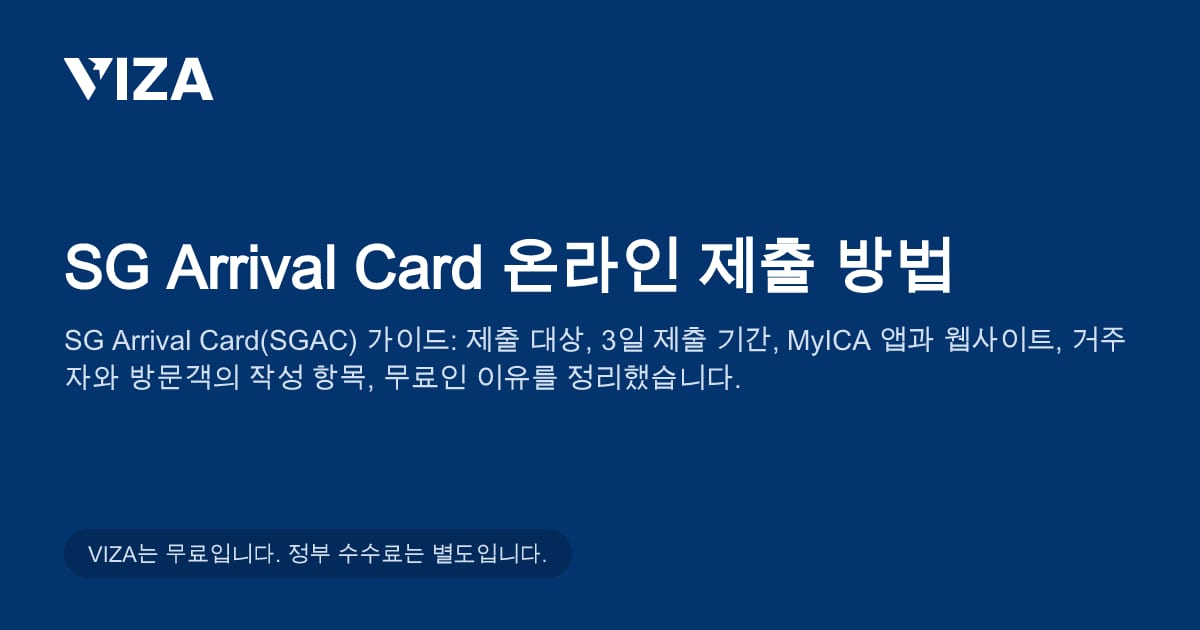 VIZA
SG Arrival Card 온라인 제출 방법
SG Arrival Card(SGAC) 가이드: 제출 대상, 3일 제출 기간, MyICA 앱과 웹사이트, 거주
자와 방문객의 작성 항목, 무료인 이유를 정리했습니다.
VIZA는 무료입니다. 정부 수수료는 별도입니다.